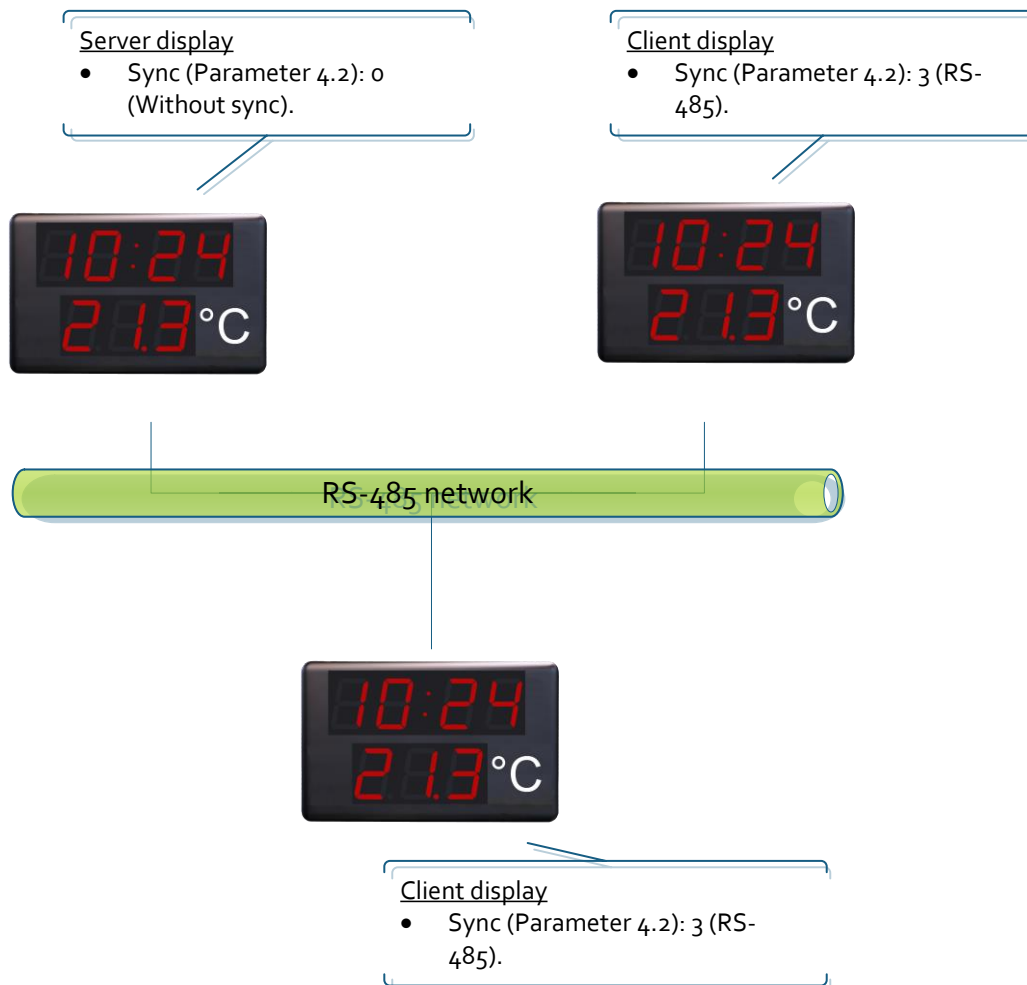 Server display
• Sync (Parameter 4.2): 0
(Without sync).
Client display
• Sync (Parameter 4.2): 3 (RS-
485).
10:24
21.3 °C
10:24
21.3 °C
RS-485 network
10:24
21.3 °C
Client display
• Sync (Parameter 4.2): 3 (RS-
485).